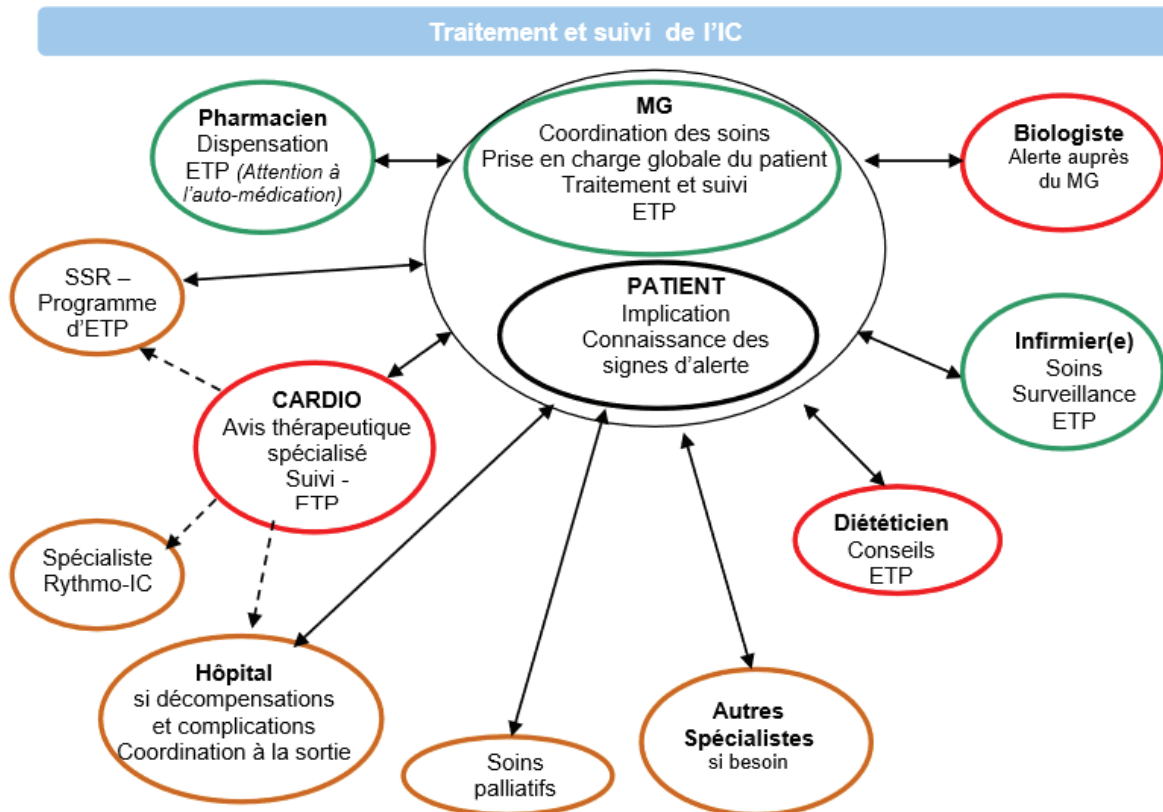 Traitement et suivi de l’IC
Pharmacien
Dispensation
ETP (Attention à
l’auto-médication)
MG
Coordination des soins
Prise en charge globale du patient
Traitement et suivi
ETP
Biologiste
Alerte auprès
du MG
SSR –
Programme
d’ETP
PATIENT
Implication
Connaissance des
signes d’alerte
Infirmier(e)
Soins
Surveillance
ETP
CARDIO
Avis thérapeutique
spécialisé
Suivi -
ETP
Diététicien
Conseils
ETP
Spécialiste
Rythmo-IC
Hôpital
si décompensations
et complications
Coordination à la sortie
Soins
palliatifs
Autres
Spécialistes
si besoin